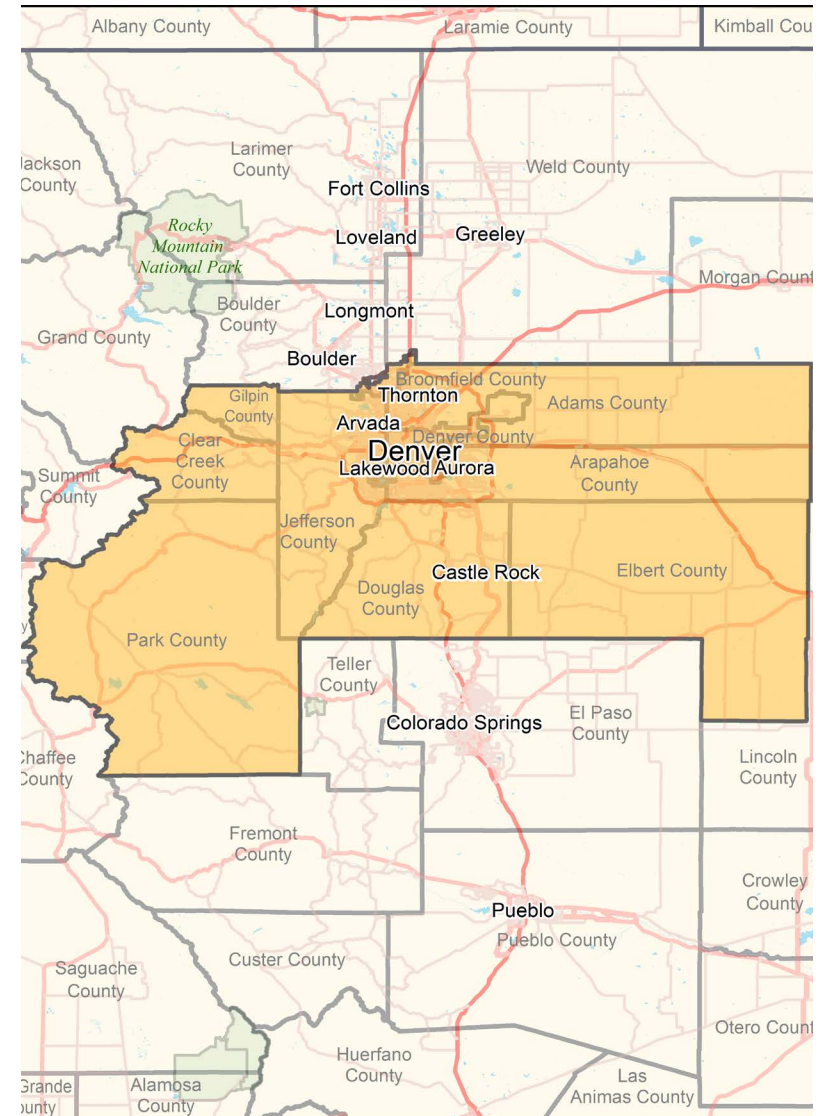 Albany County
Laramie County
Kimball Cou
Jackson
County
Larimer
County
Weld County
Fort Collins
Rocky
Mountain
National Park
Loveland
Greeley
Morgan Count
Boulder
County
Longmont
Grand County
Boulder
Broomfield County
Gilpin
County
Thornton
Adams County
Arvada
Clear
Creek
County
Denver County
Denver
Lakewood
Aurora
Arapahoe
County
Summit
County
Jefferson
County
Castle Rock
Elbert County
Douglas
County
y
Park County
Teller
County
Colorado Springs
El Paso
County
Chaffee
County
Lincoln
County
Fremont
County
Crowley
County
Pueblo
Pueblo County
Custer County
Saguache
County
Otero Count
Huerfano
County
Las
Animas County
Grande
ounty
Alamosa
County